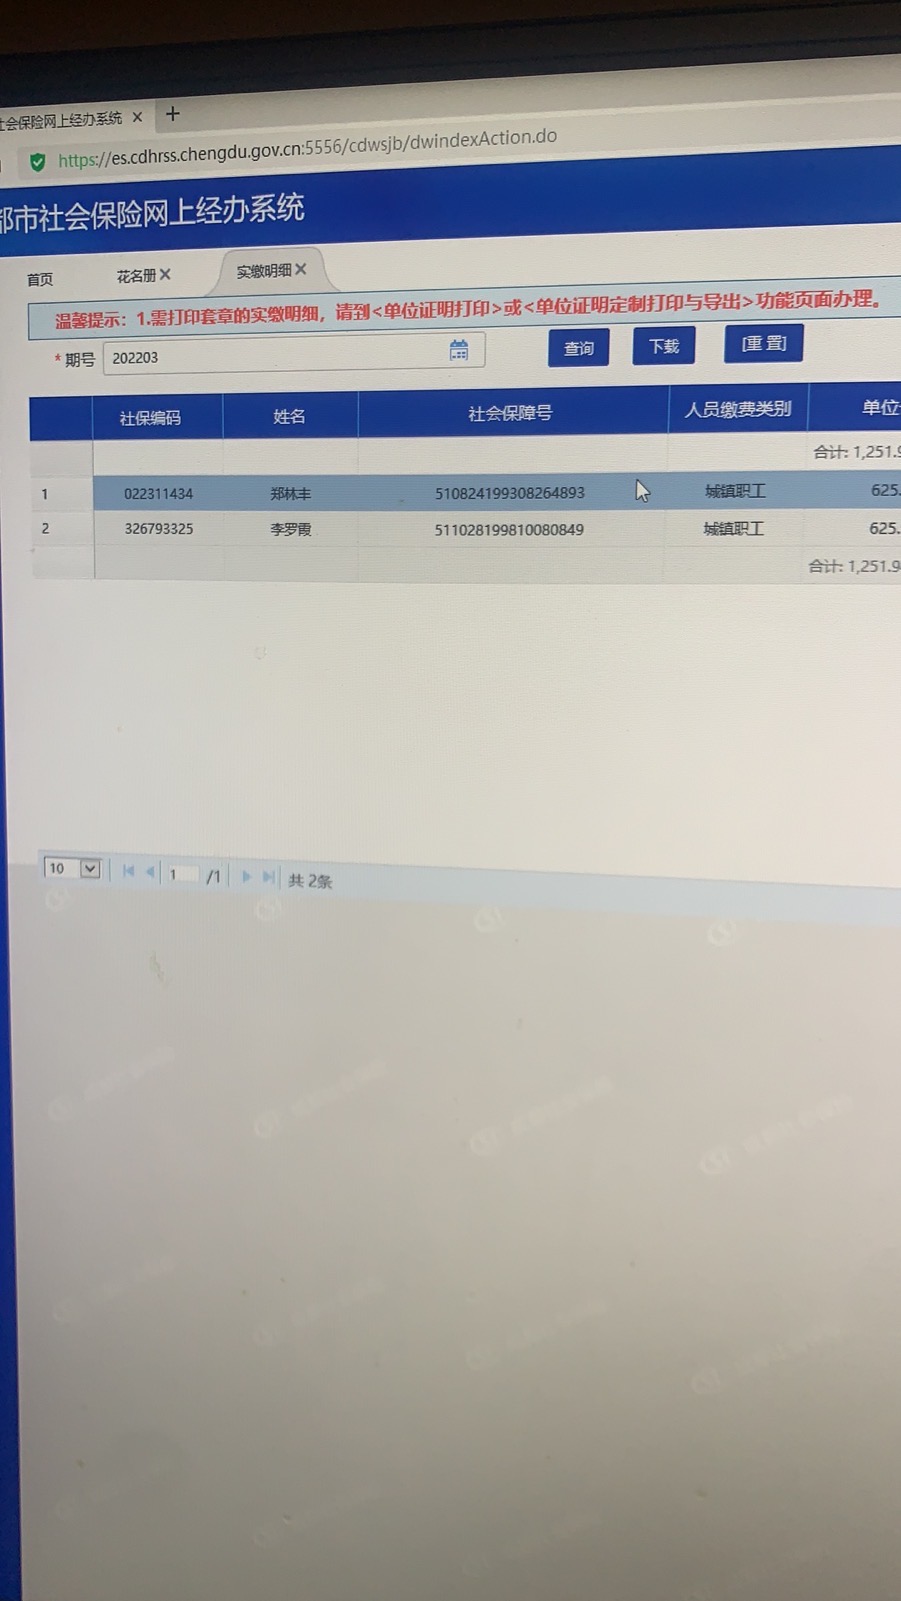 社会保险网上经办系统 × +
https://es.cdhrss.chengdu.gov.cn:5556/cdwsjb/dwindexAction.do
都市社会保险网上经办系统
首页 花名册× 实缴明细×
温馨提示：1.需打印套章的实缴明细，请到<单位证明打印>或<单位证明定制打印与导出>功能页面办理。
*期号 202203 查询 下载 [重 置]
社保编码 姓名 社会保障号 人员缴费类别 单位
合计: 1,251.9
1 022311434 郑林丰 510824199308264893 城镇职工 625.
2 326793325 李罗霞 511028199810080849 城镇职工 625.
合计: 1,251.9
10 1 /1 共 2条